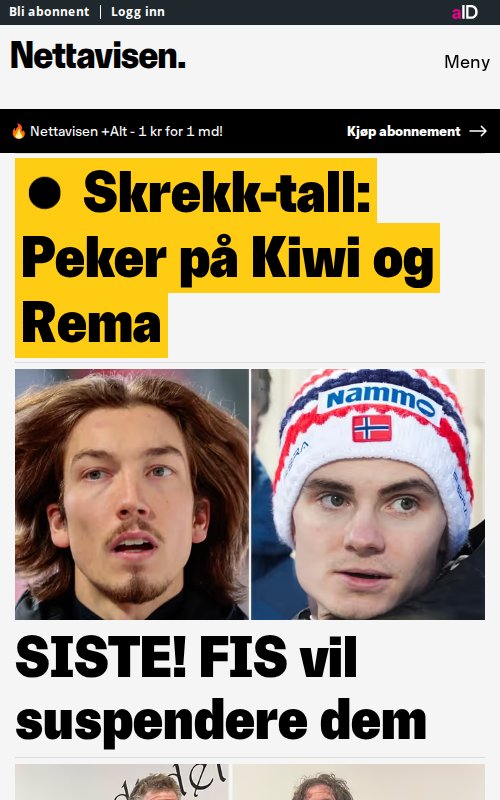 Bli abonnent | Logg inn
aID
Nettavisen.
Meny
🔥 Nettavisen +Alt - 1 kr for 1 md!
Kjøp abonnement →
● Skrekk-tall:
Peker på Kiwi og
Rema
Nammo
SISTE! FIS vil
suspendere dem